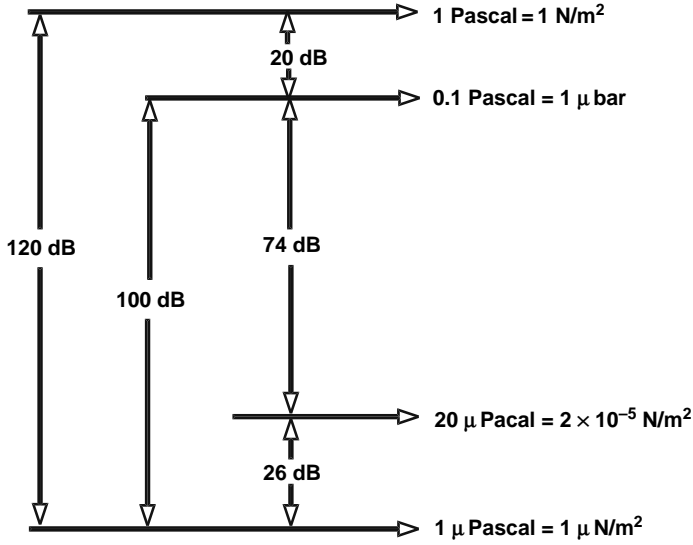 1 Pascal = 1 N/m²
20 dB
0.1 Pascal = 1 μ bar
120 dB
74 dB
100 dB
20 μ Pacal = 2 × 10⁻⁵ N/m²
26 dB
1 μ Pascal = 1 μ N/m²